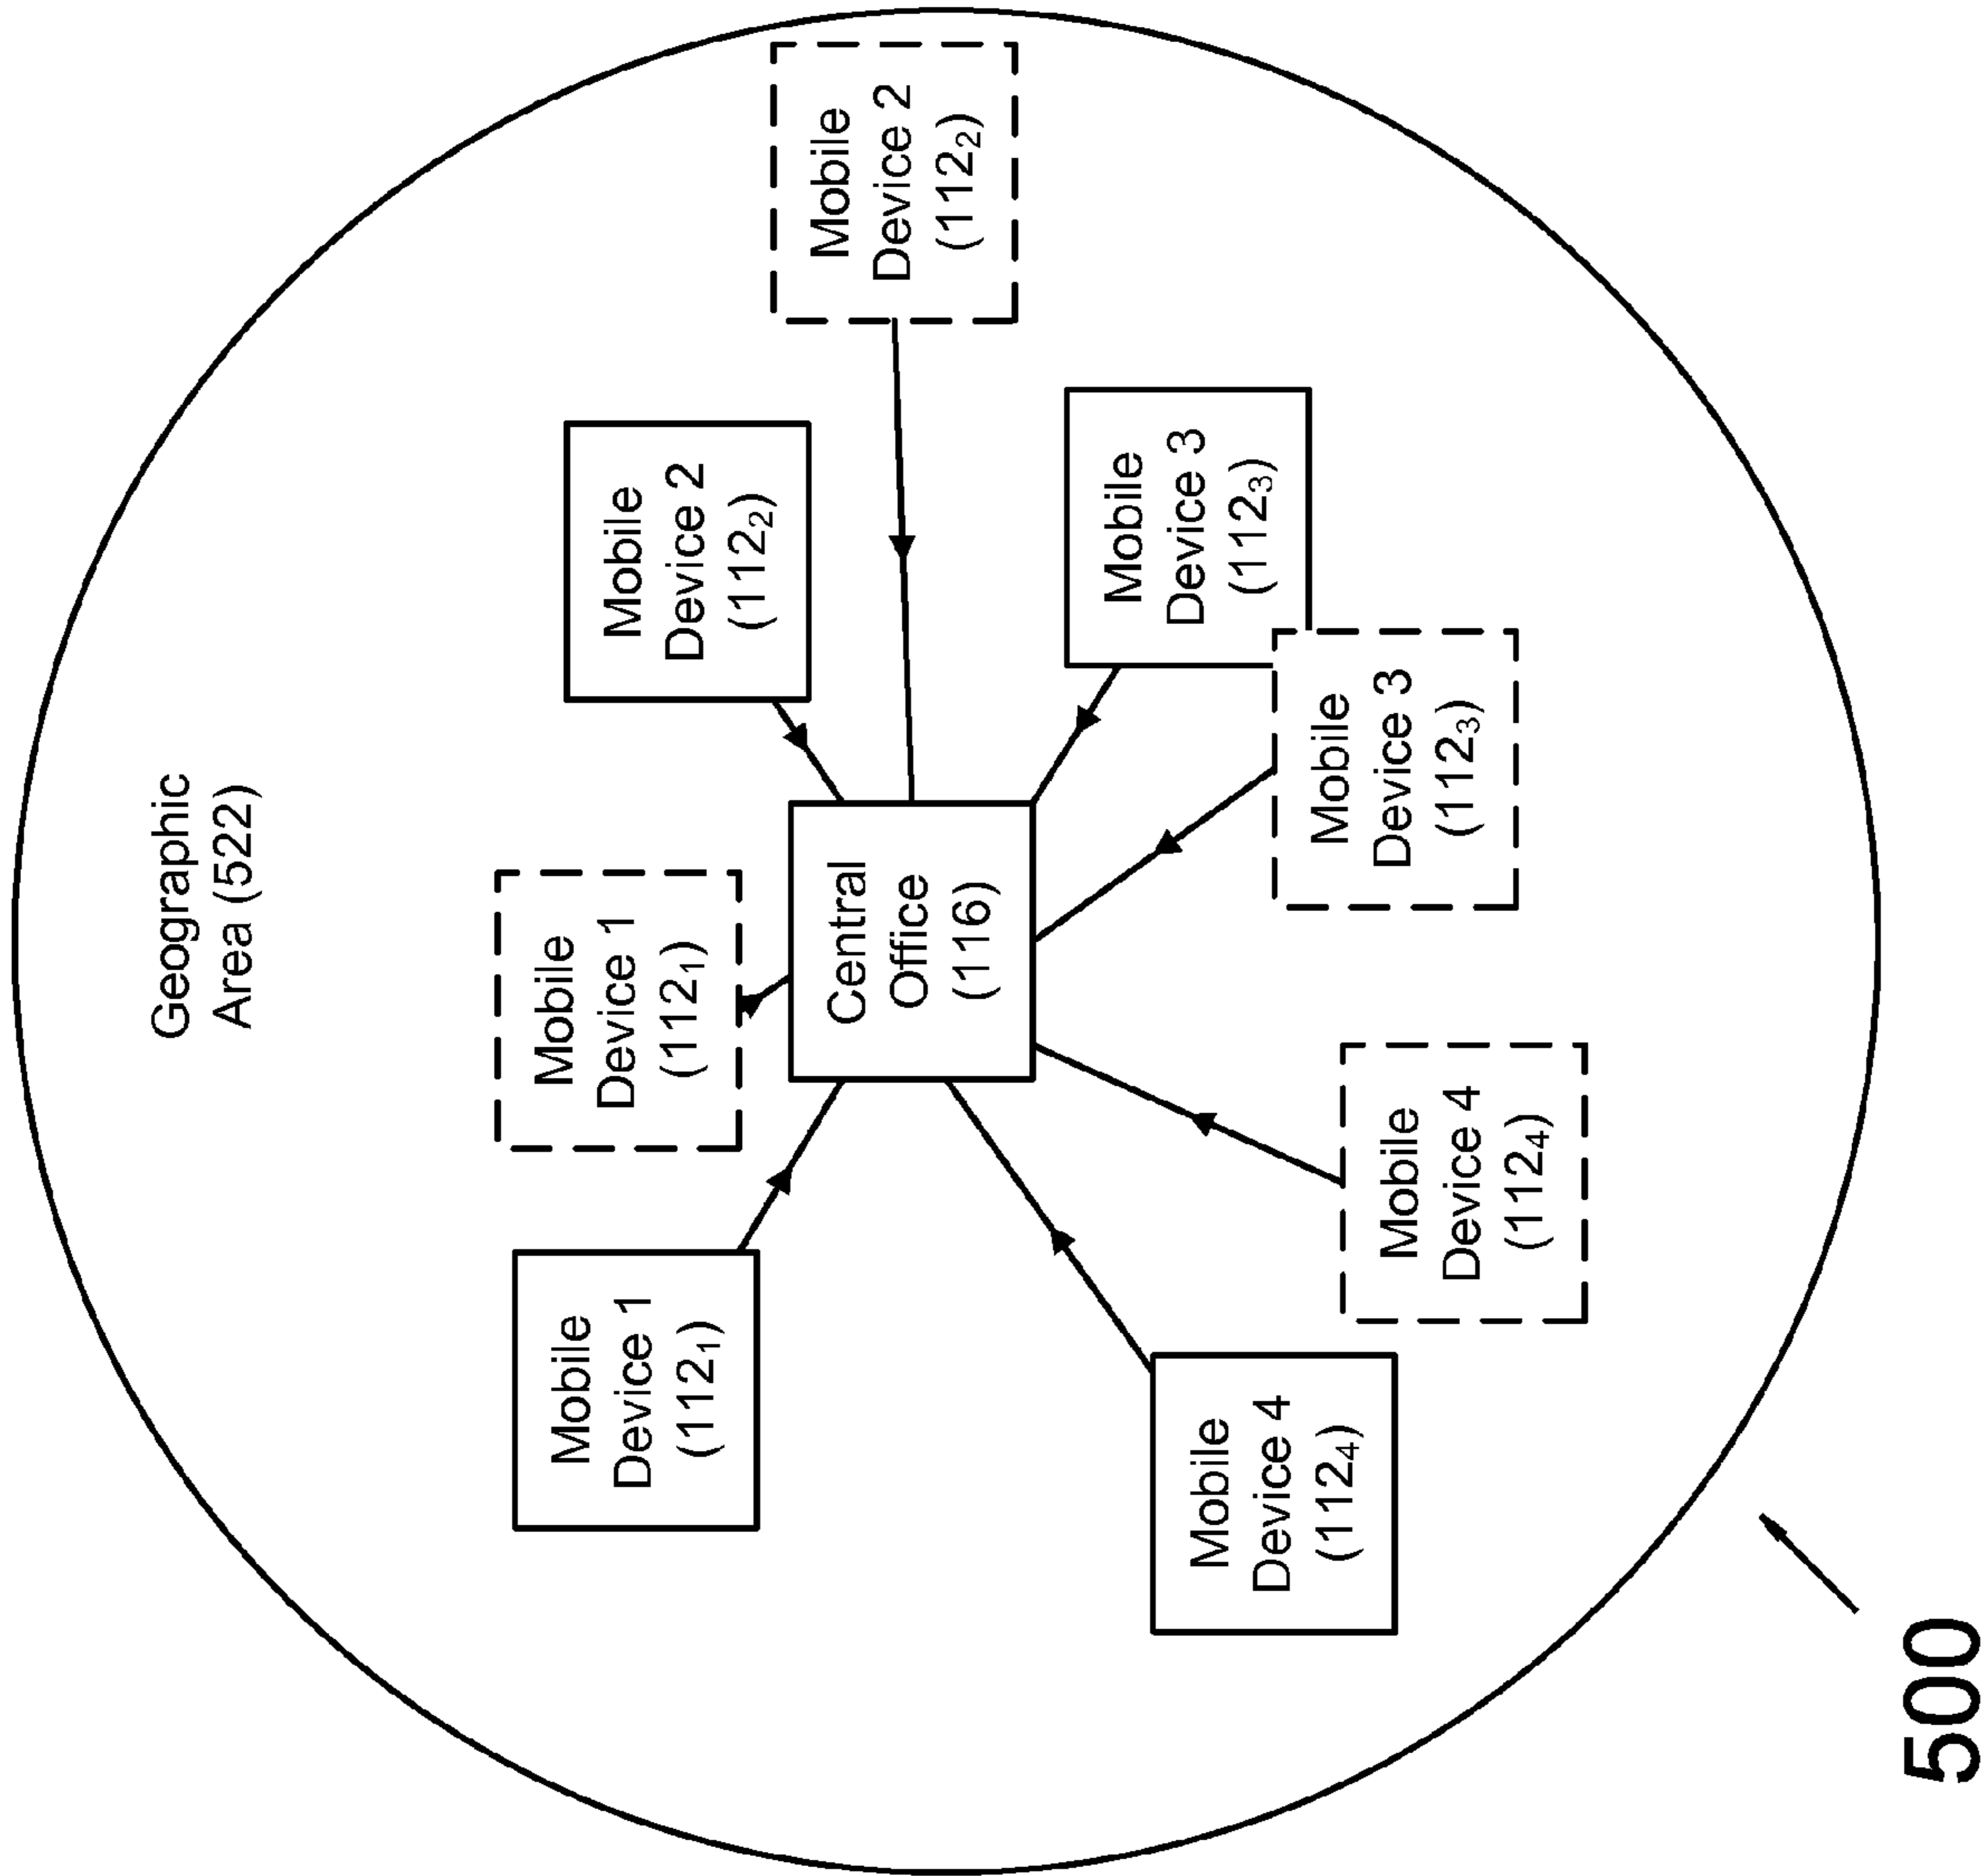 Geographic
Area (522)
Mobile
Device 1
(112₁)
Mobile
Device 1
(112₁)
Mobile
Device 2
(112₂)
Mobile
Device 2
(112₂)
Central
Office
(116)
Mobile
Device 3
(112₃)
Mobile
Device 3
(112₃)
Mobile
Device 4
(112₄)
Mobile
Device 4
(112₄)
500